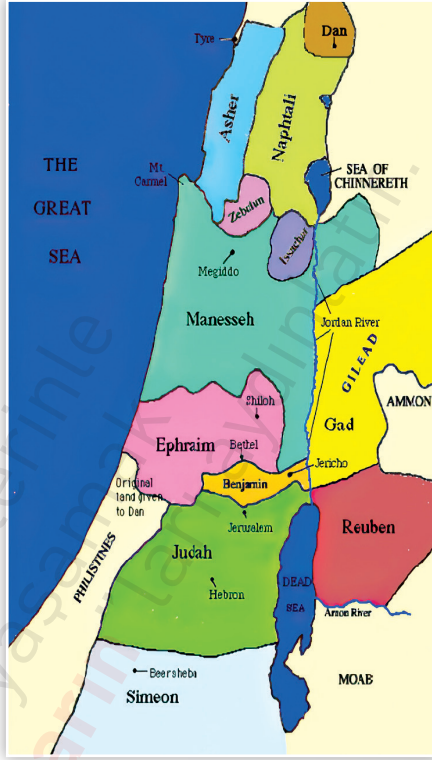 Dan
Tyre
Asher
Naphtali
THE
GREAT
SEA
Mt
Carmel
SEA OF
CHINNERETH
Zebulun
Issachar
Megiddo
Manesseh
Jordan River
GILEAD
AMMON
Shiloh
Gad
Ephraim
Bethel
Jericho
Benjamin
Original
land given
to Dan
Jerusalem
Reuben
PHILISTINES
Judah
Hebron
DEAD
SEA
Arnon River
Beersheba
MOAB
Simeon